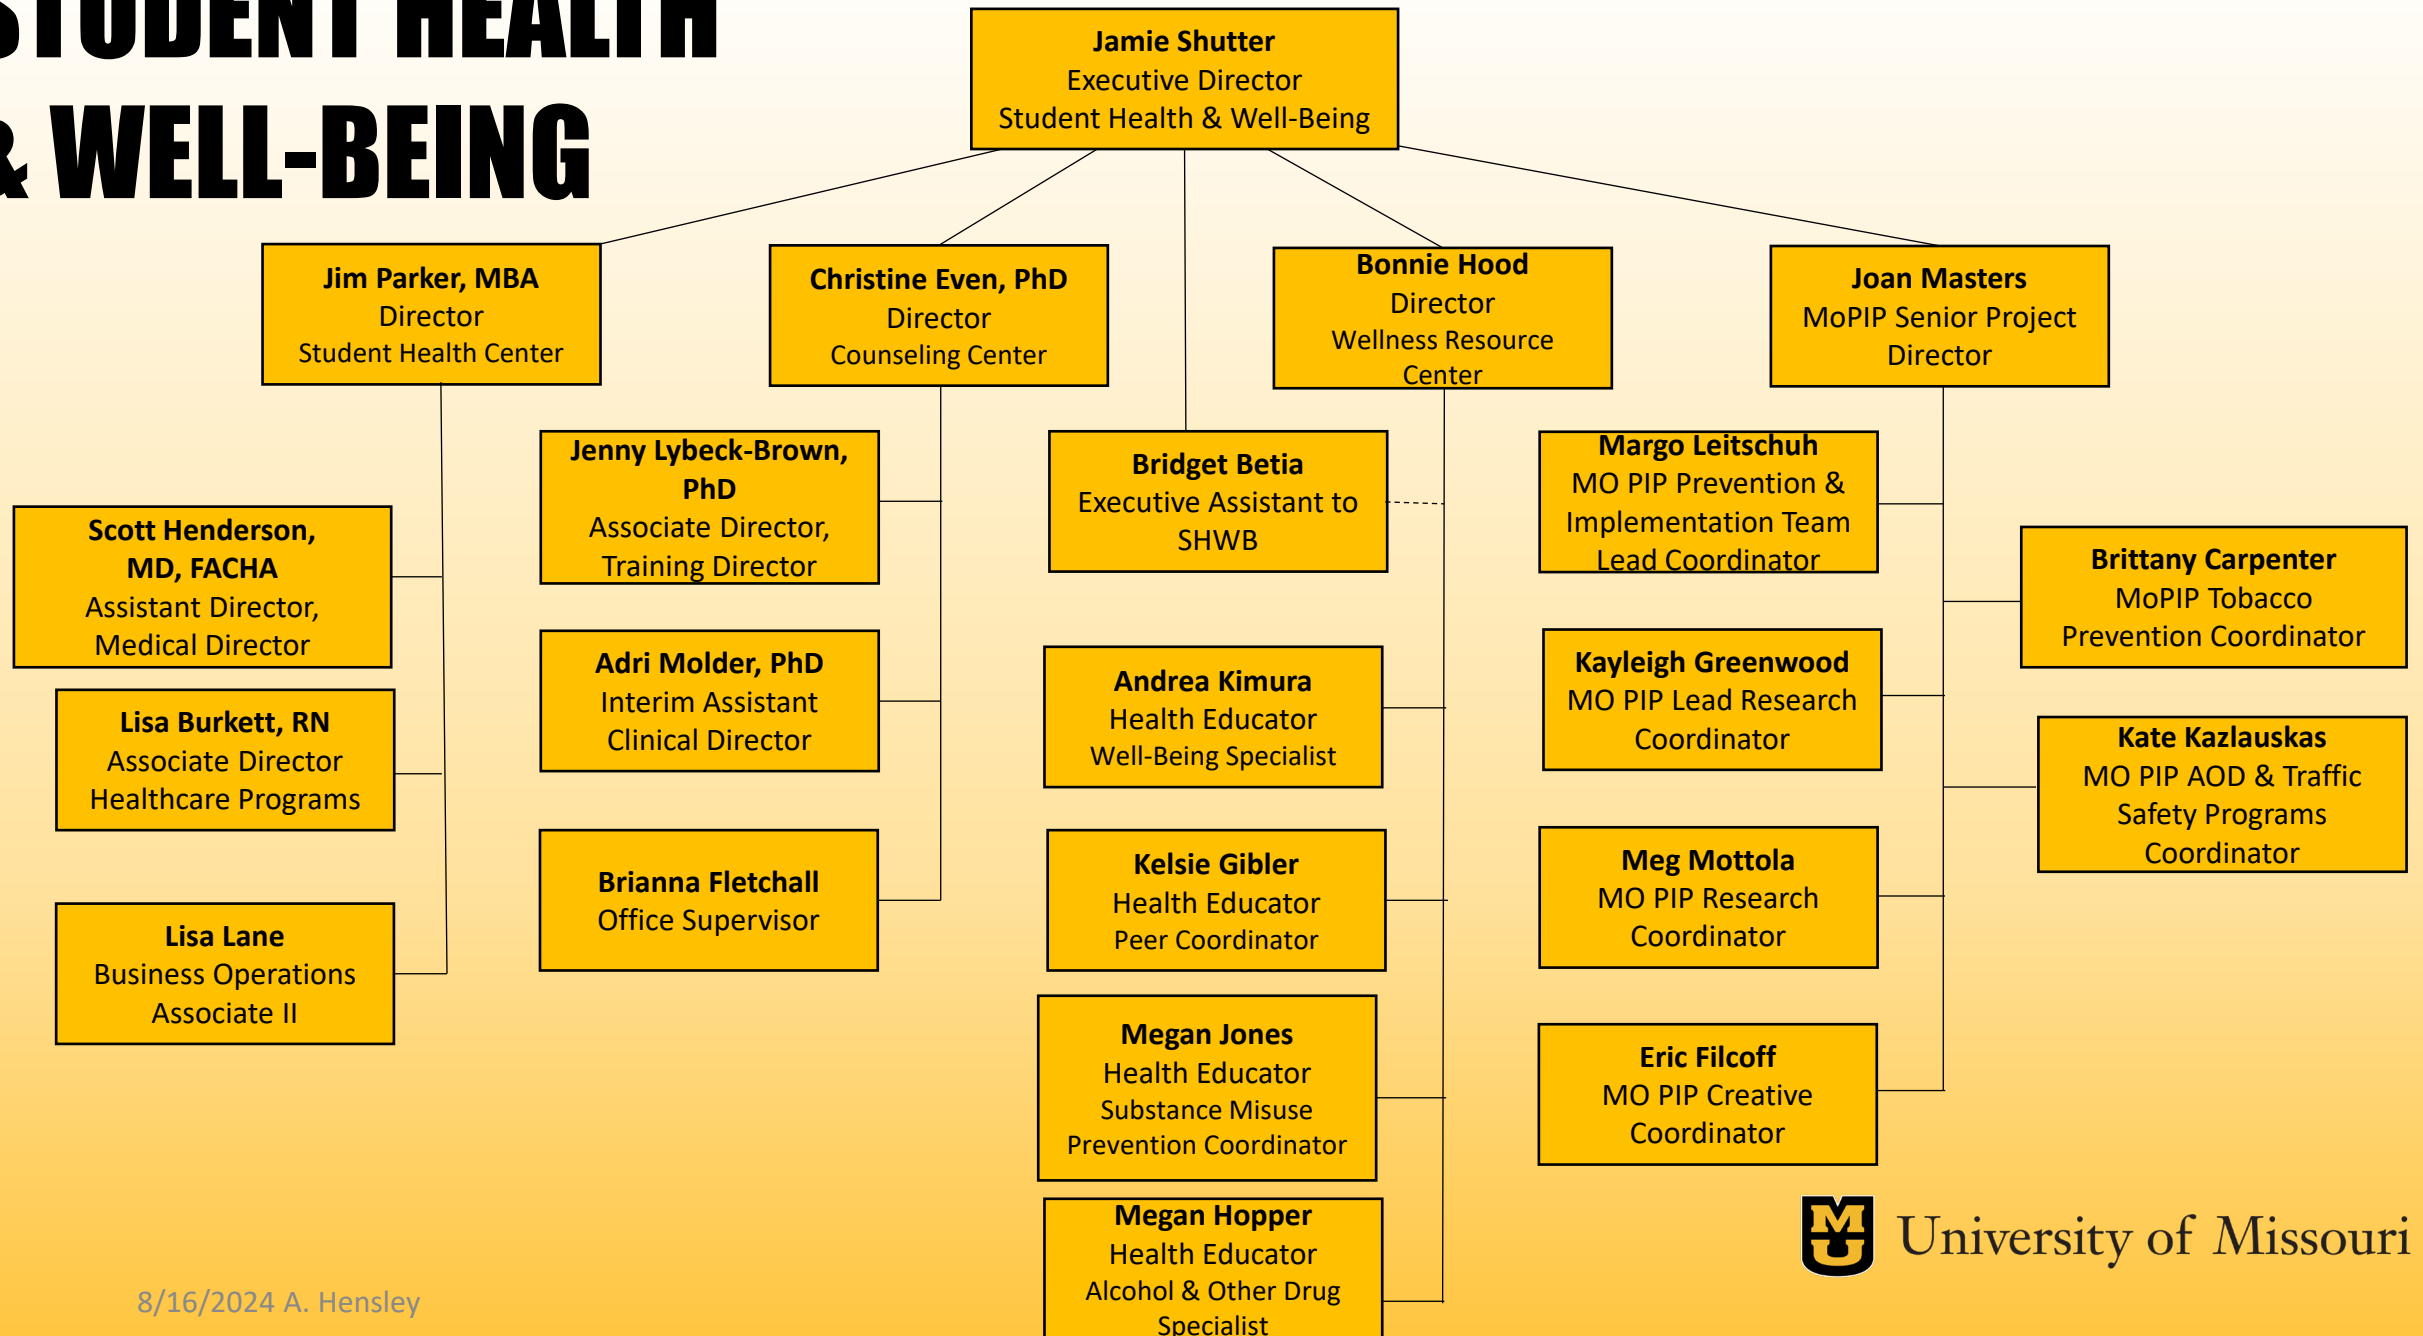 STUDENT HEALTH
& WELL-BEING
Jamie Shutter
Executive Director
Student Health & Well-Being
Jim Parker, MBA
Director
Student Health Center
Christine Even, PhD
Director
Counseling Center
Bonnie Hood
Director
Wellness Resource
Center
Joan Masters
MoPIP Senior Project
Director
Scott Henderson,
MD, FACHA
Assistant Director,
Medical Director
Lisa Burkett, RN
Associate Director
Healthcare Programs
Lisa Lane
Business Operations
Associate II
Jenny Lybeck-Brown,
PhD
Associate Director,
Training Director
Adri Molder, PhD
Interim Assistant
Clinical Director
Brianna Fletchall
Office Supervisor
Bridget Betia
Executive Assistant to
SHWB
Andrea Kimura
Health Educator
Well-Being Specialist
Kelsie Gibler
Health Educator
Peer Coordinator
Megan Jones
Health Educator
Substance Misuse
Prevention Coordinator
Megan Hopper
Health Educator
Alcohol & Other Drug
Specialist
Margo Leitschuh
MO PIP Prevention &
Implementation Team
Lead Coordinator
Kayleigh Greenwood
MO PIP Lead Research
Coordinator
Meg Mottola
MO PIP Research
Coordinator
Eric Filcoff
MO PIP Creative
Coordinator
Brittany Carpenter
MoPIP Tobacco
Prevention Coordinator
Kate Kazlauskas
MO PIP AOD & Traffic
Safety Programs
Coordinator
MU
University of Missouri
8/16/2024 A. Hensley